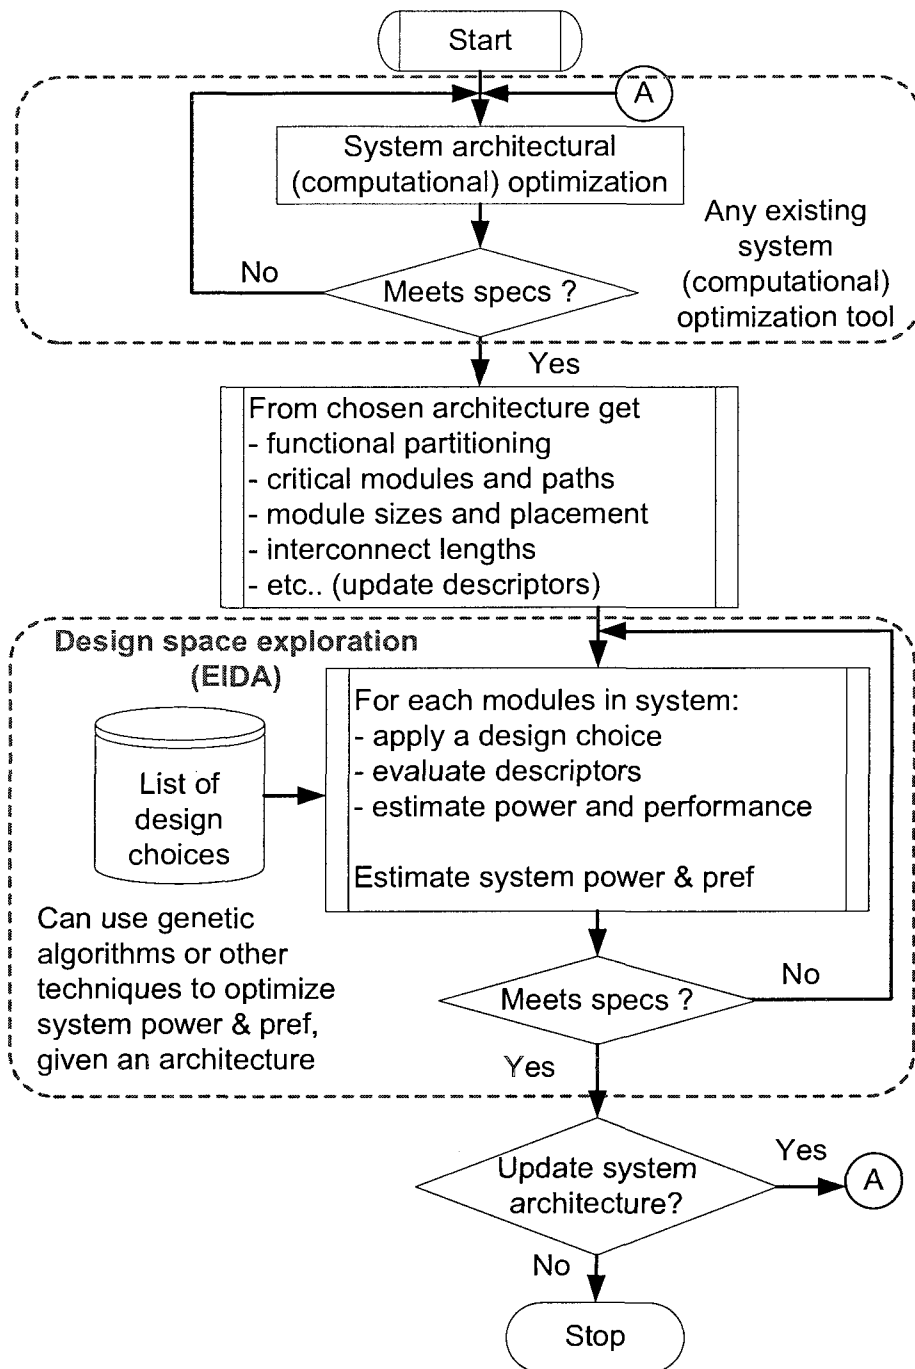 Start
A
System architectural
(computational) optimization
Any existing
system
(computational)
optimization tool
No
Meets specs ?
Yes
From chosen architecture get
- functional partitioning
- critical modules and paths
- module sizes and placement
- interconnect lengths
- etc.. (update descriptors)
Design space exploration
(EIDA)
For each modules in system:
- apply a design choice
- evaluate descriptors
- estimate power and performance
Estimate system power & pref
List of
design
choices
Can use genetic
algorithms or other
techniques to optimize
system power & pref,
given an architecture
Meets specs ?
No
Yes
Update system
architecture?
Yes
A
No
Stop